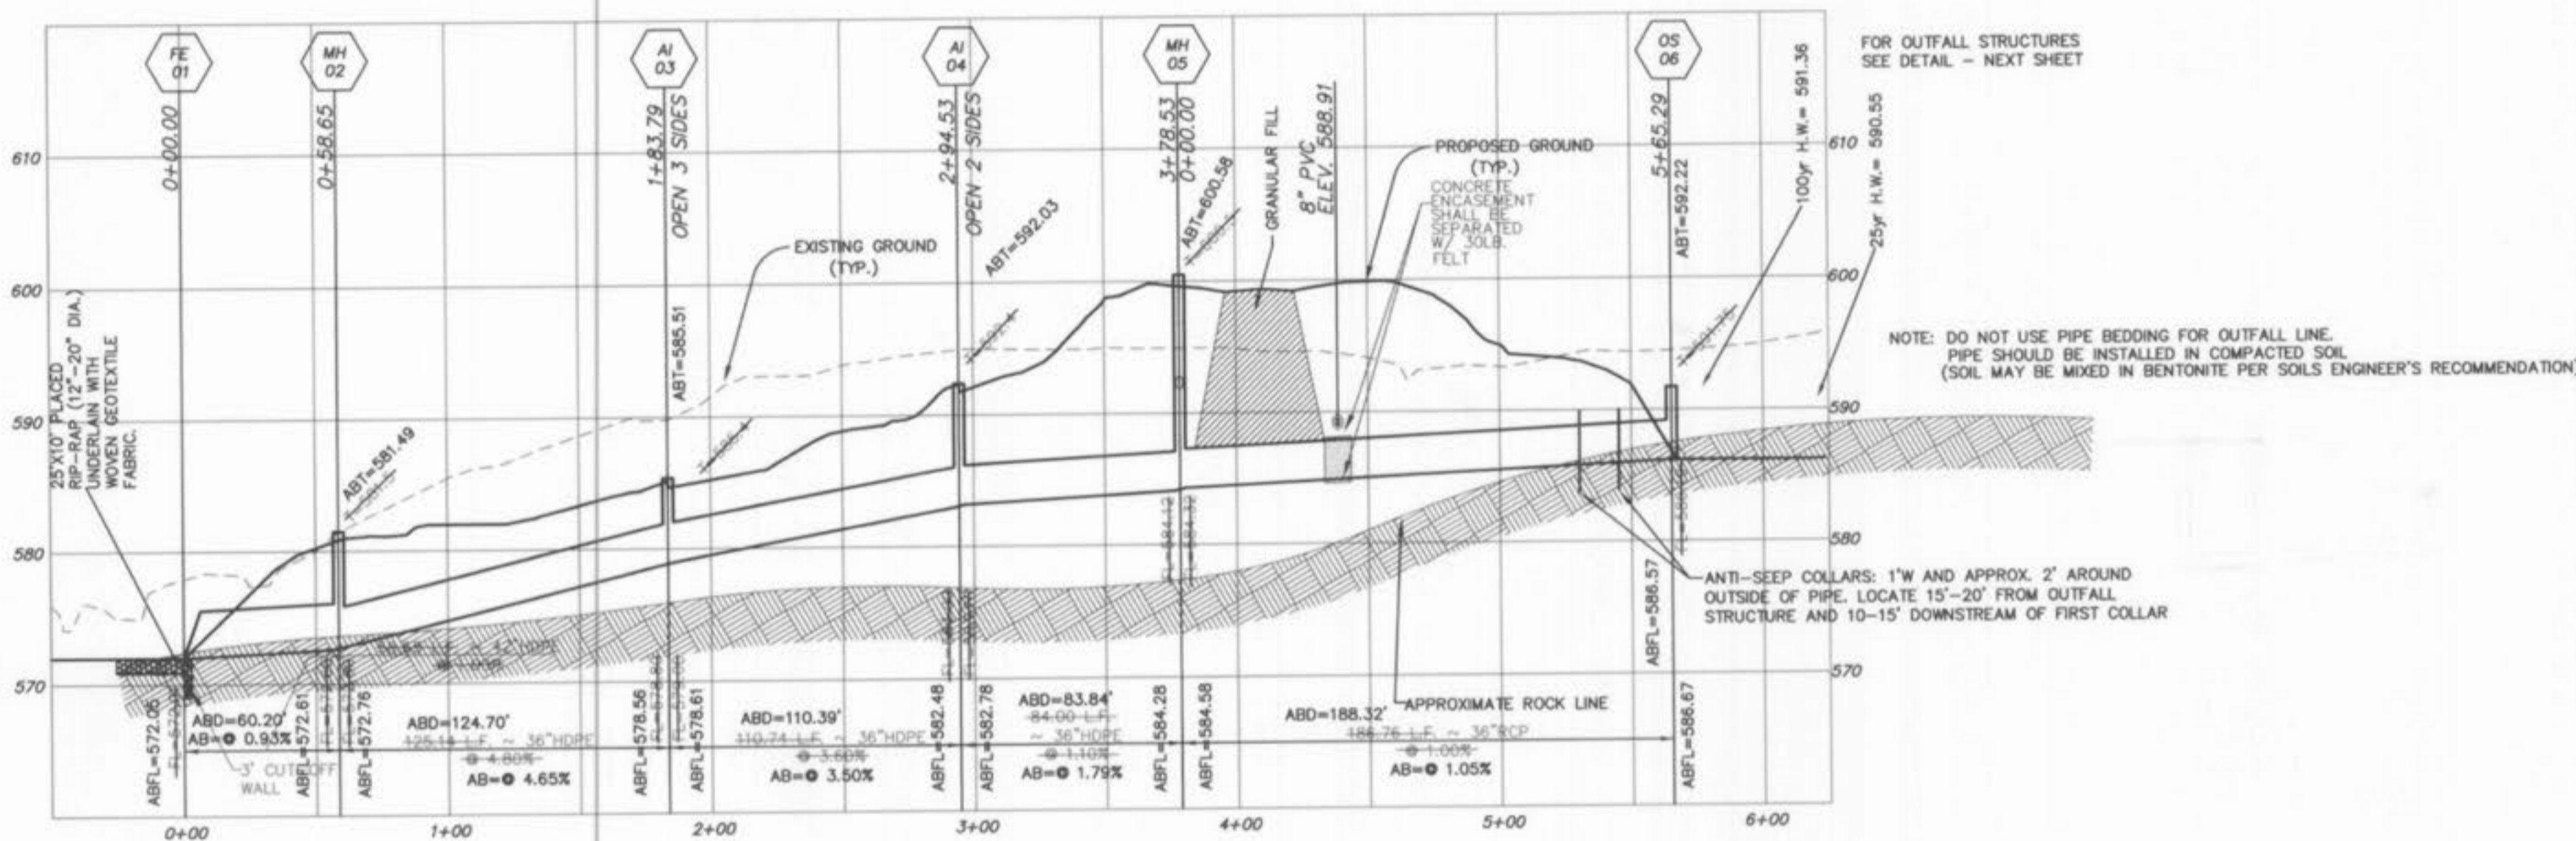 FE
01
MH
02
AI
03
AI
04
MH
05
OS
06
FOR OUTFALL STRUCTURES
SEE DETAIL - NEXT SHEET
0+00.00
0+58.65
1+83.79
OPEN 3 SIDES
2+94.53
OPEN 2 SIDES
3+78.53
0+00.00
5+65.29
100yr H.W.= 591.36
25yr H.W.= 590.55
610
600
590
580
570
610
600
590
580
570
25'X10' PLACED
RIP-RAP (12"-20" DIA.)
UNDERLAIN WITH
WOVEN GEOTEXTILE
FABRIC.
ABT=581.49
ABT=585.51
ABT=592.03
ABT=600.58
ABT=592.22
EXISTING GROUND
(TYP.)
GRANULAR FILL
8" PVC
ELEV. 588.91
PROPOSED GROUND
(TYP.)
CONCRETE
ENCASEMENT
SHALL BE
SEPARATED
W/ 30LB.
FELT
NOTE: DO NOT USE PIPE BEDDING FOR OUTFALL LINE.
PIPE SHOULD BE INSTALLED IN COMPACTED SOIL
(SOIL MAY BE MIXED IN BENTONITE PER SOILS ENGINEER'S RECOMMENDATION)
FL=584.12
FL=584.32
ANTI-SEEP COLLARS: 1'W AND APPROX. 2' AROUND
OUTSIDE OF PIPE. LOCATE 15'-20' FROM OUTFALL
STRUCTURE AND 10-15' DOWNSTREAM OF FIRST COLLAR
APPROXIMATE ROCK LINE
ABFL=572.05
ABD=60.20'
AB=@ 0.93%
3' CUTOFF
WALL
ABFL=572.61
ABFL=572.76
ABD=124.70'
125.14 L.F. ~ 36"HDPE
@ 4.80%
AB=@ 4.65%
ABFL=578.56
ABFL=578.61
ABD=110.39'
110.74 L.F. ~ 36"HDPE
@ 3.60%
AB=@ 3.50%
ABFL=582.48
ABFL=582.78
ABD=83.84'
84.00 L.F.
~ 36"HDPE
@ 1.10%
AB=@ 1.79%
ABFL=584.28
ABFL=584.58
ABD=188.32'
186.76 L.F. ~ 36"RCP
@ 1.00%
AB=@ 1.05%
ABFL=586.57
ABFL=586.67
0+00
1+00
2+00
3+00
4+00
5+00
6+00